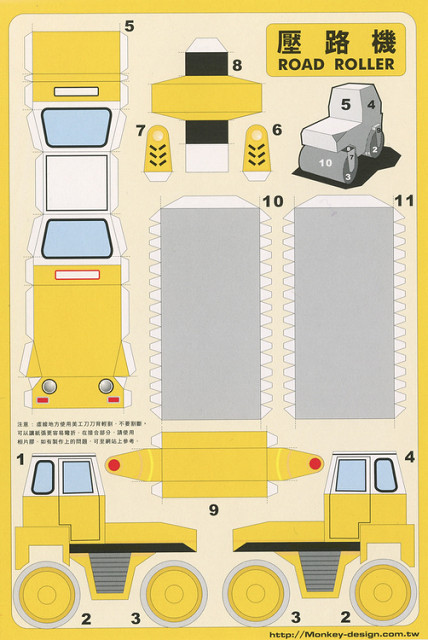 5
8
壓路機
ROAD ROLLER
5 4
7 6
2
10 7
3
10 11
注意：虛線地方使用美工刀刀背輕割，不要割斷，
可以讓紙張更容易彎折，在接合部分，請使用
相片膠，如有製作上的問題，可至網站上參考。
1 4
9
2 3 3 2
http://Monkey-design.com.tw